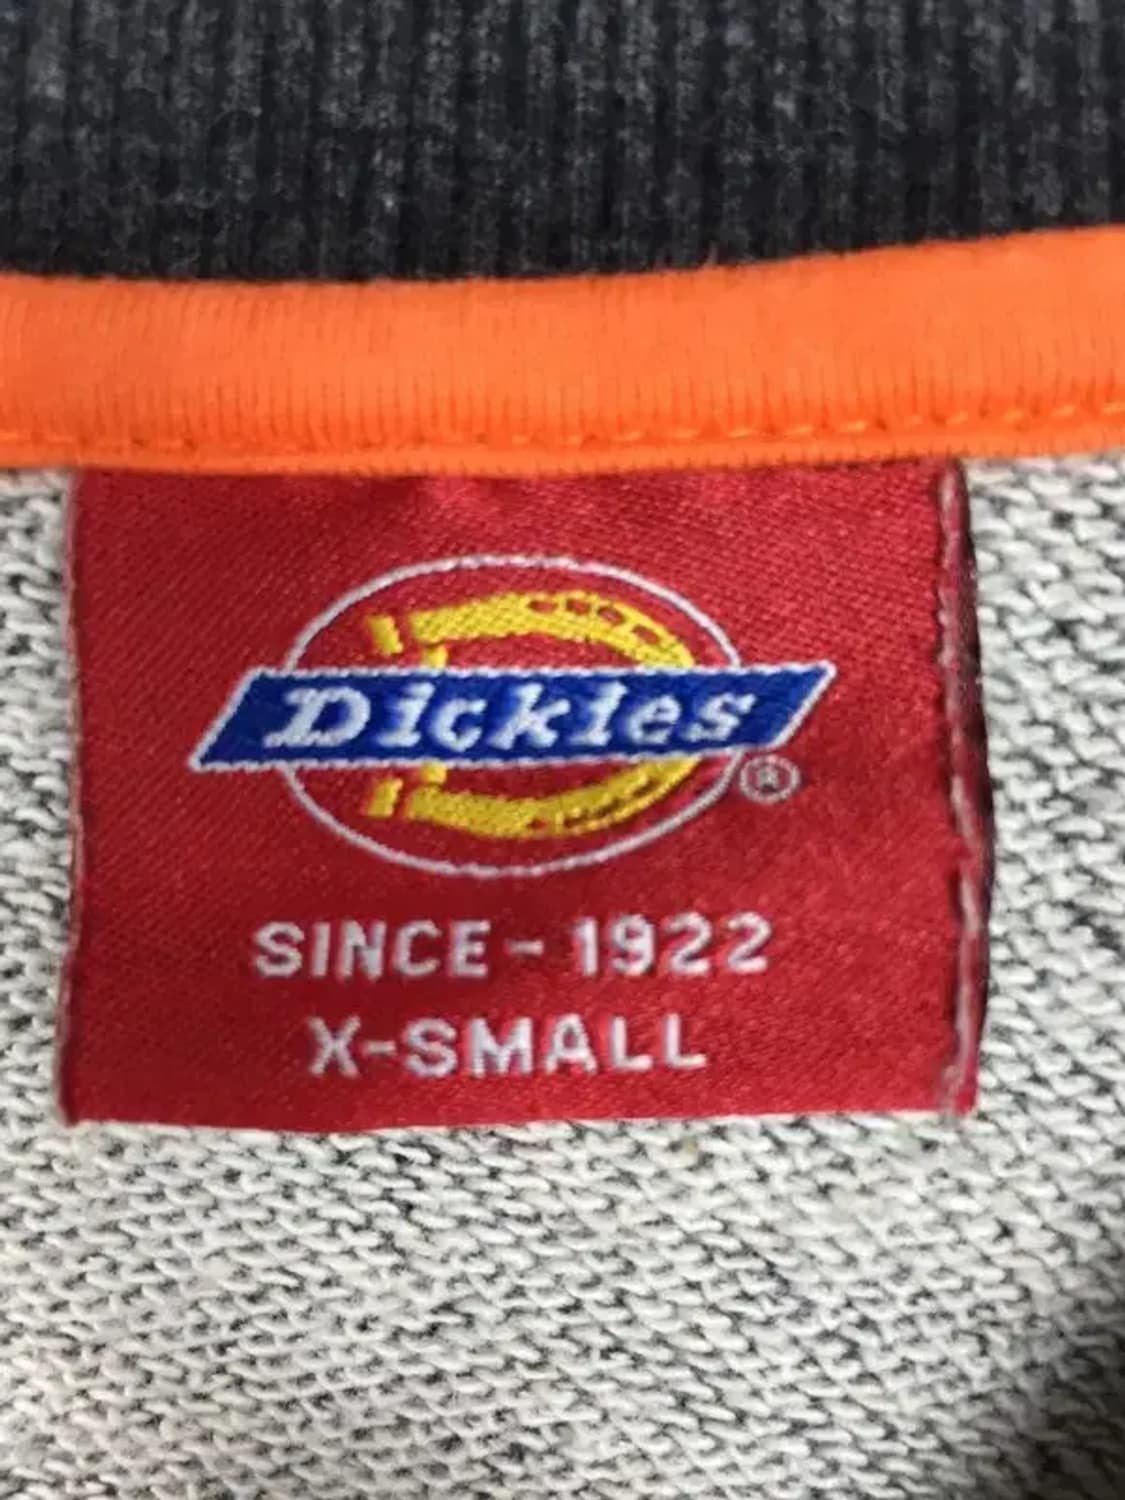 Dickies
®
SINCE - 1922
X-SMALL